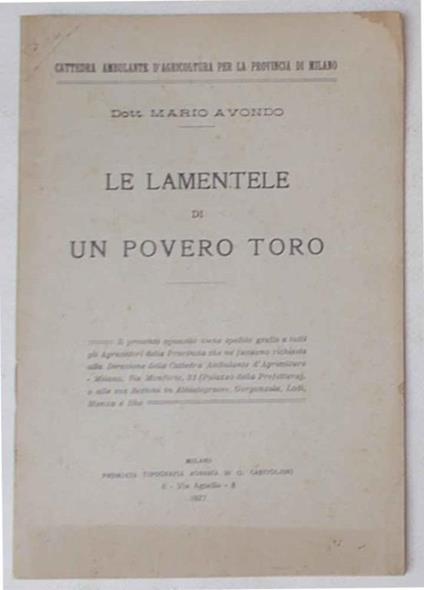 CATTEDRA AMBULANTE D'AGRICOLTURA PER LA PROVINCIA DI MILANO
Dott. MARIO AVONDO
LE LAMENTELE
DI
UN POVERO TORO
Il presente opuscolo viene spedito gratis a tutti
gli Agricoltori della Provincia che ne facciano richiesta
alla Direzione della Cattedra Ambulante d'Agricoltura
- Milano, Via Monforte, 31 (Palazzo della Prefettura),
o alle sue Sezioni in Abbiategrasso, Gorgonzola, Lodi,
Monza e Rho
MILANO
PREMIATA TIPOGRAFIA AGRARIA DI G.
6 - Via Agnello - 8
1927